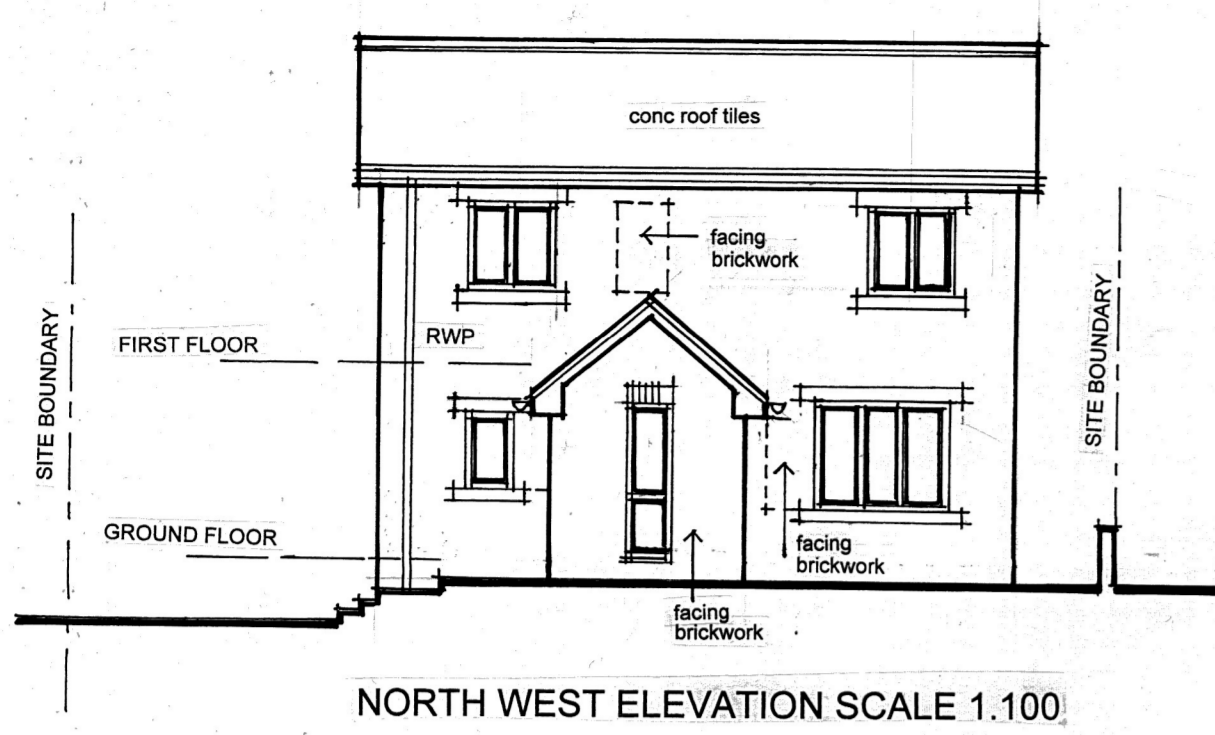 conc roof tiles
facing
brickwork
RWP
FIRST FLOOR
SITE BOUNDARY
SITE BOUNDARY
GROUND FLOOR
facing
brickwork
facing
brickwork
NORTH WEST ELEVATION SCALE 1.100